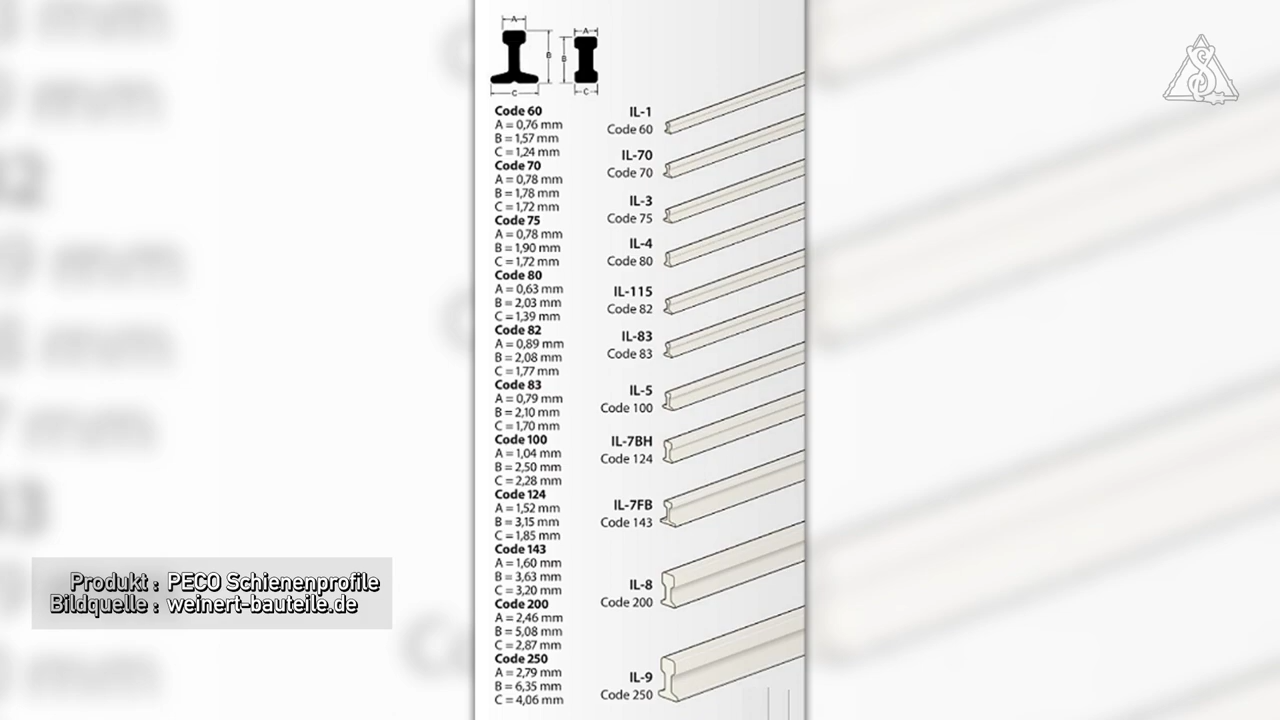 A
A
B
B
C
C
Code 60
A = 0,76 mm
B = 1,57 mm
C = 1,24 mm
Code 70
A = 0,78 mm
B = 1,78 mm
C = 1,72 mm
Code 75
A = 0,78 mm
B = 1,90 mm
C = 1,72 mm
Code 80
A = 0,63 mm
B = 2,03 mm
C = 1,39 mm
Code 82
A = 0,89 mm
B = 2,08 mm
C = 1,77 mm
Code 83
A = 0,79 mm
B = 2,10 mm
C = 1,70 mm
Code 100
A = 1,04 mm
B = 2,50 mm
C = 2,28 mm
Code 124
A = 1,52 mm
B = 3,15 mm
C = 1,85 mm
Code 143
A = 1,60 mm
B = 3,63 mm
C = 3,20 mm
Code 200
A = 2,46 mm
B = 5,08 mm
C = 2,87 mm
Code 250
A = 2,79 mm
B = 6,35 mm
C = 4,06 mm
IL-1
Code 60
IL-70
Code 70
IL-3
Code 75
IL-4
Code 80
IL-115
Code 82
IL-83
Code 83
IL-5
Code 100
IL-7BH
Code 124
IL-7FB
Code 143
IL-8
Code 200
IL-9
Code 250
Produkt : PECO Schienenprofile
Bildquelle : weinert-bauteile.de